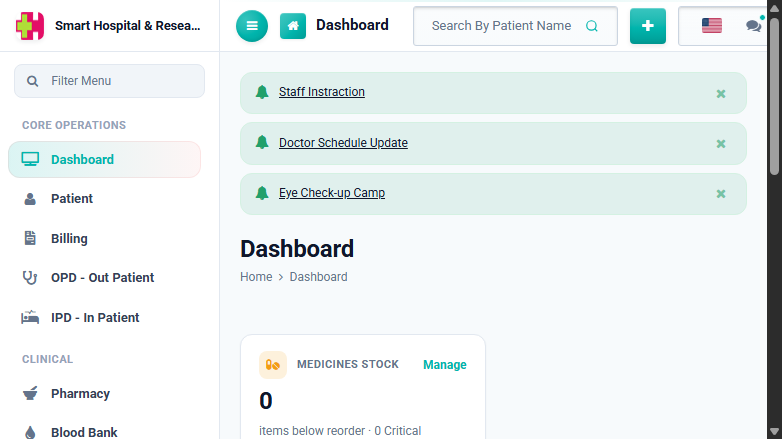 Smart Hospital & Resea...
Dashboard
Search By Patient Name
Filter Menu
CORE OPERATIONS
Dashboard
Patient
Billing
OPD - Out Patient
IPD - In Patient
CLINICAL
Pharmacy
Blood Bank
Staff Instraction
Doctor Schedule Update
Eye Check-up Camp
Dashboard
Home > Dashboard
MEDICINES STOCK Manage
0
items below reorder · 0 Critical